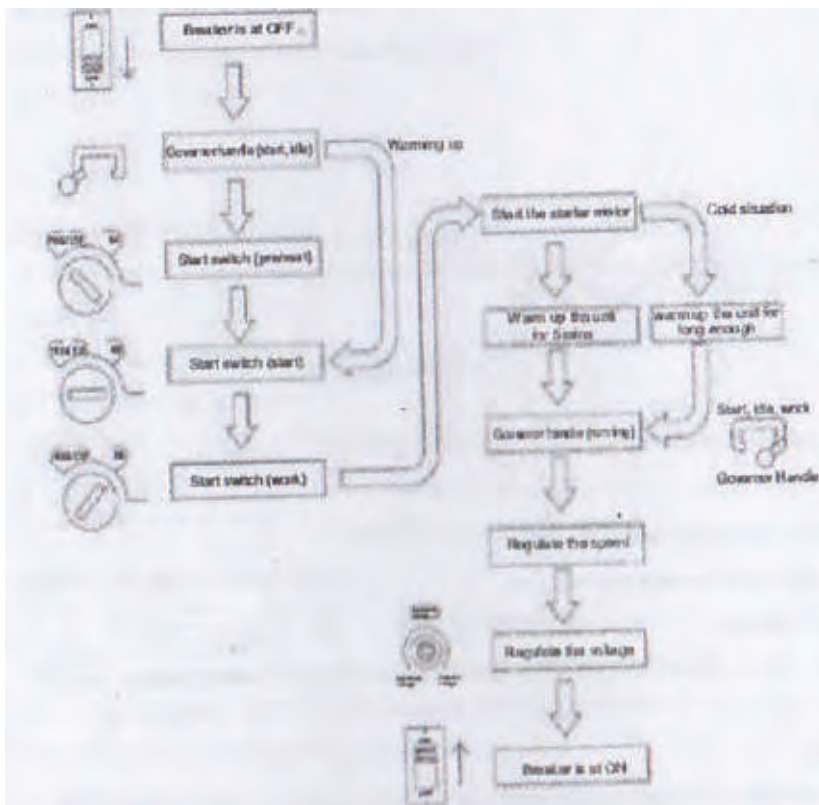 Breaker is at OFF
Governor handle (start, idle)
Warming up
Start switch (preheat)
Start switch (start)
Start switch (work)
Start the starter motor
Cold situation
Warm up the unit
for 5mins
warm up the unit for
long enough
Governor handle (running)
Start, idle, work
Governor Handle
Regulate the speed
Regulate the voltage
Breaker is at ON